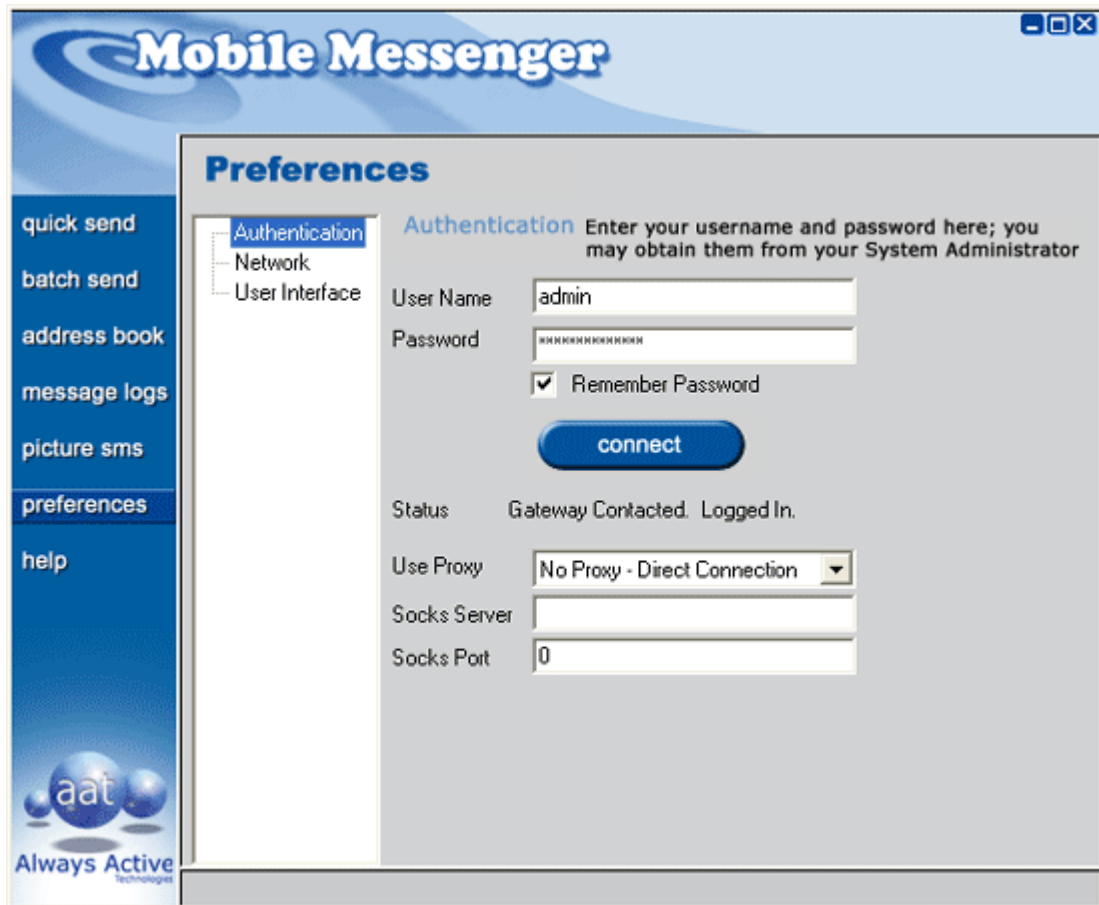 Mobile Messenger
Preferences
quick send
batch send
address book
message logs
picture sms
preferences
help
aat
Always Active
Technologies
Authentication
Network
User Interface
Authentication Enter your username and password here; you
may obtain them from your System Administrator
User Name admin
Password **************
Remember Password
connect
Status Gateway Contacted. Logged In.
Use Proxy No Proxy - Direct Connection
Socks Server
Socks Port 0